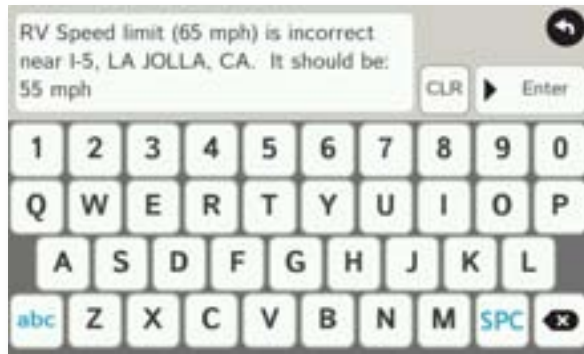 RV Speed limit (65 mph) is incorrect
near I-5, LA JOLLA, CA.  It should be:
55 mph
CLR Enter
1 2 3 4 5 6 7 8 9 0
Q W E R T Y U I O P
A S D F G H J K L
abc Z X C V B N M SPC